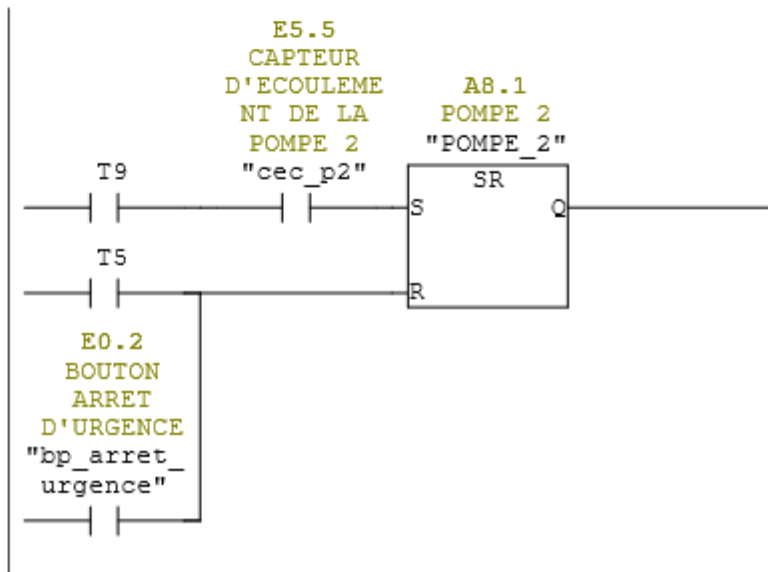 E5.5
CAPTEUR
D'ECOULEME
NT DE LA
POMPE 2
"cec_p2"
A8.1
POMPE 2
"POMPE_2"
T9
SR
S
Q
T5
R
E0.2
BOUTON
ARRET
D'URGENCE
"bp_arret_
urgence"